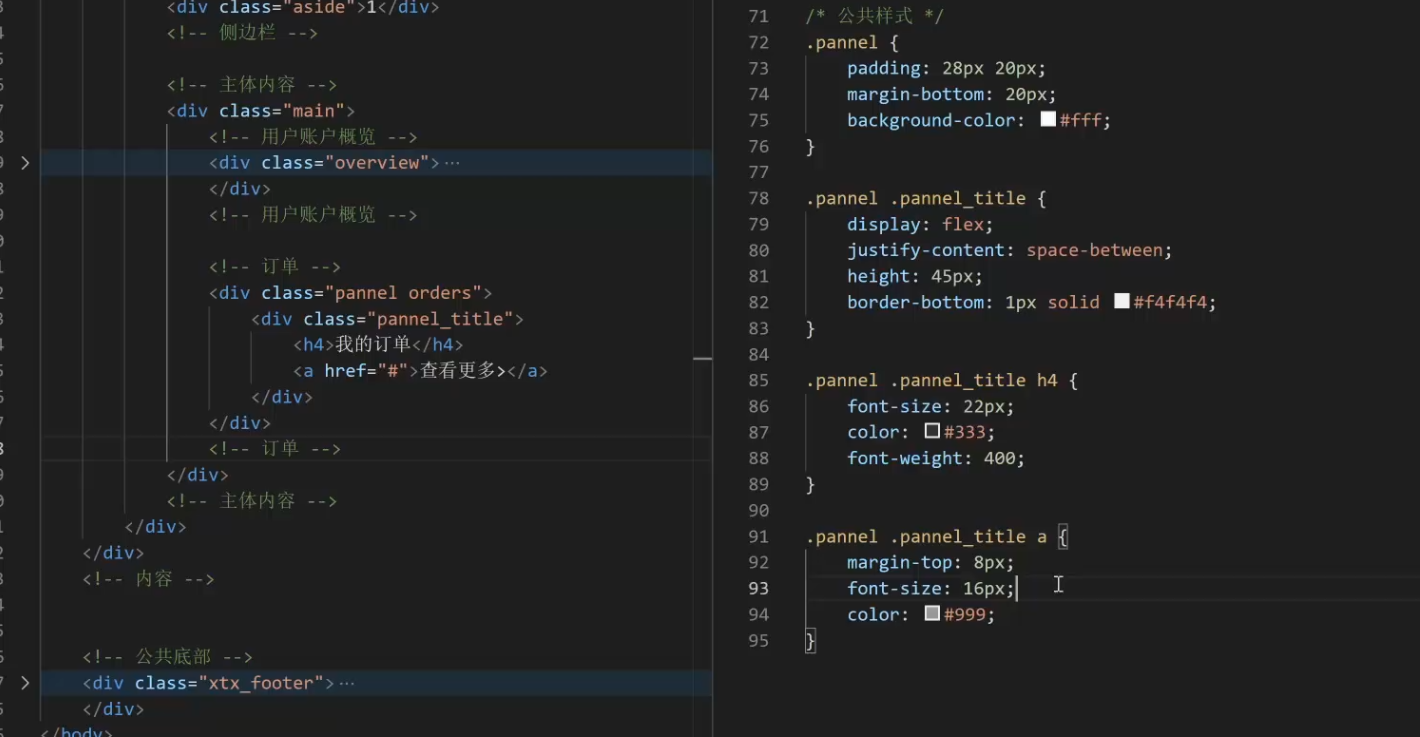 <div class="aside">1</div>
<!-- 侧边栏 -->
<!-- 主体内容 -->
<div class="main">
<!-- 用户账户概览 -->
<div class="overview">···
</div>
<!-- 用户账户概览 -->
<!-- 订单 -->
<div class="pannel orders">
<div class="pannel_title">
<h4>我的订单</h4>
<a href="#">查看更多></a>
</div>
</div>
<!-- 订单 -->
</div>
<!-- 主体内容 -->
</div>
</div>
<!-- 内容 -->
<!-- 公共底部 -->
<div class="xtx_footer">···
</div>
</body>
71 /* 公共样式 */
72 .pannel {
73 padding: 28px 20px;
74 margin-bottom: 20px;
75 background-color: #fff;
76 }
77
78 .pannel .pannel_title {
79 display: flex;
80 justify-content: space-between;
81 height: 45px;
82 border-bottom: 1px solid #f4f4f4;
83 }
84
85 .pannel .pannel_title h4 {
86 font-size: 22px;
87 color: #333;
88 font-weight: 400;
89 }
90
91 .pannel .pannel_title a {
92 margin-top: 8px;
93 font-size: 16px;
94 color: #999;
95 }